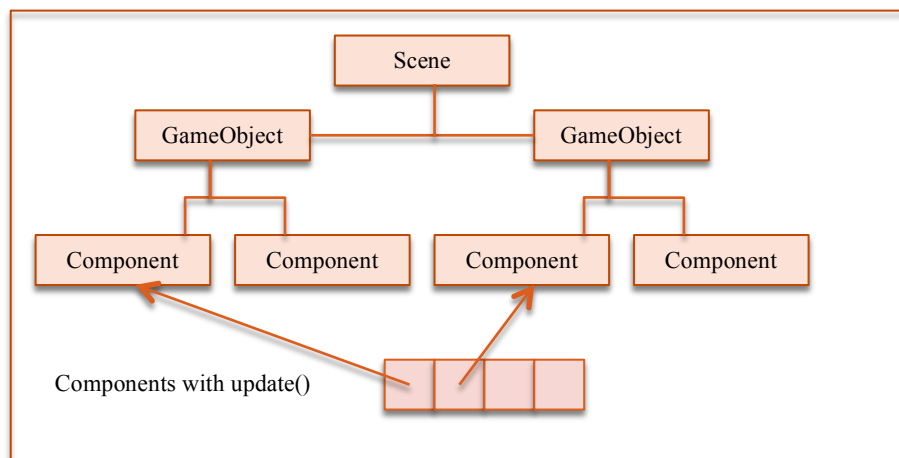 Scene
GameObject
GameObject
Component
Component
Component
Component
Components with update()